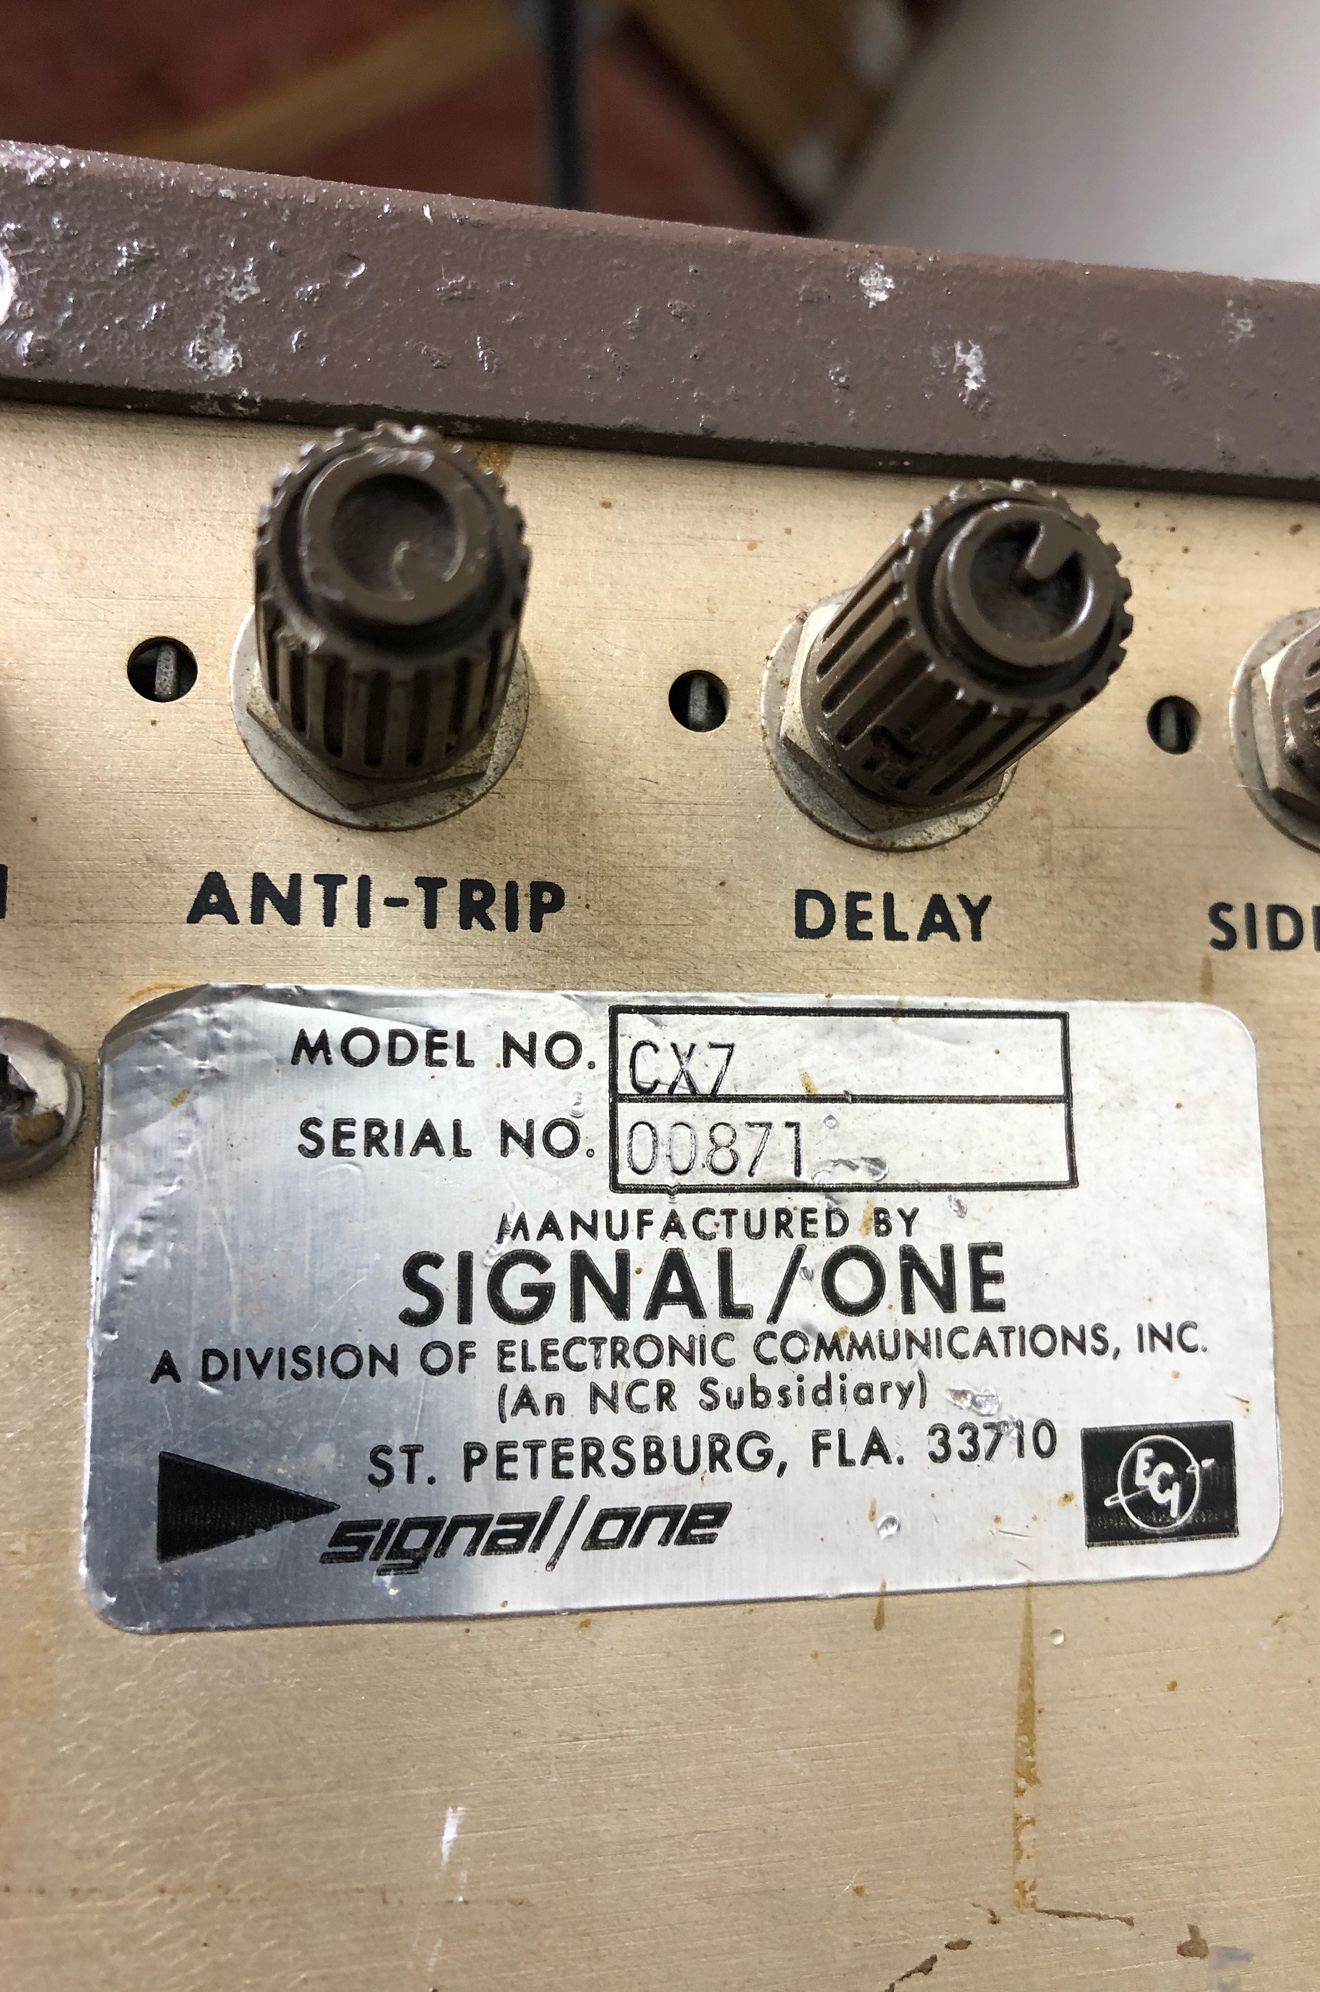 ANTI-TRIP DELAY SID
MODEL NO. CX7
SERIAL NO. 00871
MANUFACTURED BY
SIGNAL/ONE
A DIVISION OF ELECTRONIC COMMUNICATIONS, INC.
(An NCR Subsidiary)
ST. PETERSBURG, FLA. 33710
signal/one
ECI